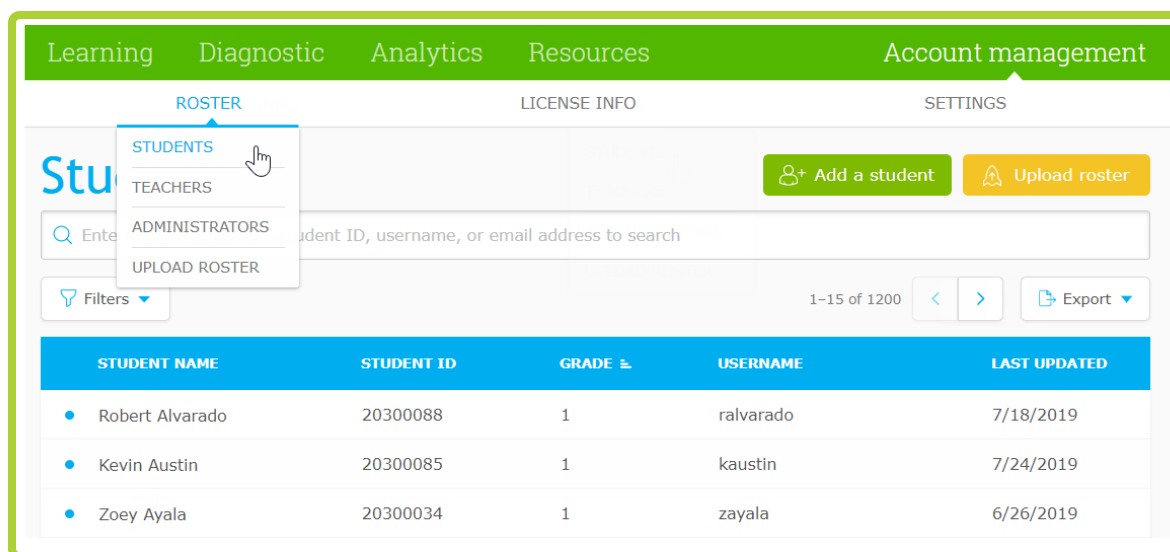 Learning Diagnostic Analytics Resources Account management
ROSTER LICENSE INFO SETTINGS
STUDENTS
TEACHERS
ADMINISTRATORS
UPLOAD ROSTER
Stu
Add a student
Upload roster
Ente udent ID, username, or email address to search
Filters
1–15 of 1200
Export
STUDENT NAME STUDENT ID GRADE USERNAME LAST UPDATED
Robert Alvarado 20300088 1 ralvarado 7/18/2019
Kevin Austin 20300085 1 kaustin 7/24/2019
Zoey Ayala 20300034 1 zayala 6/26/2019